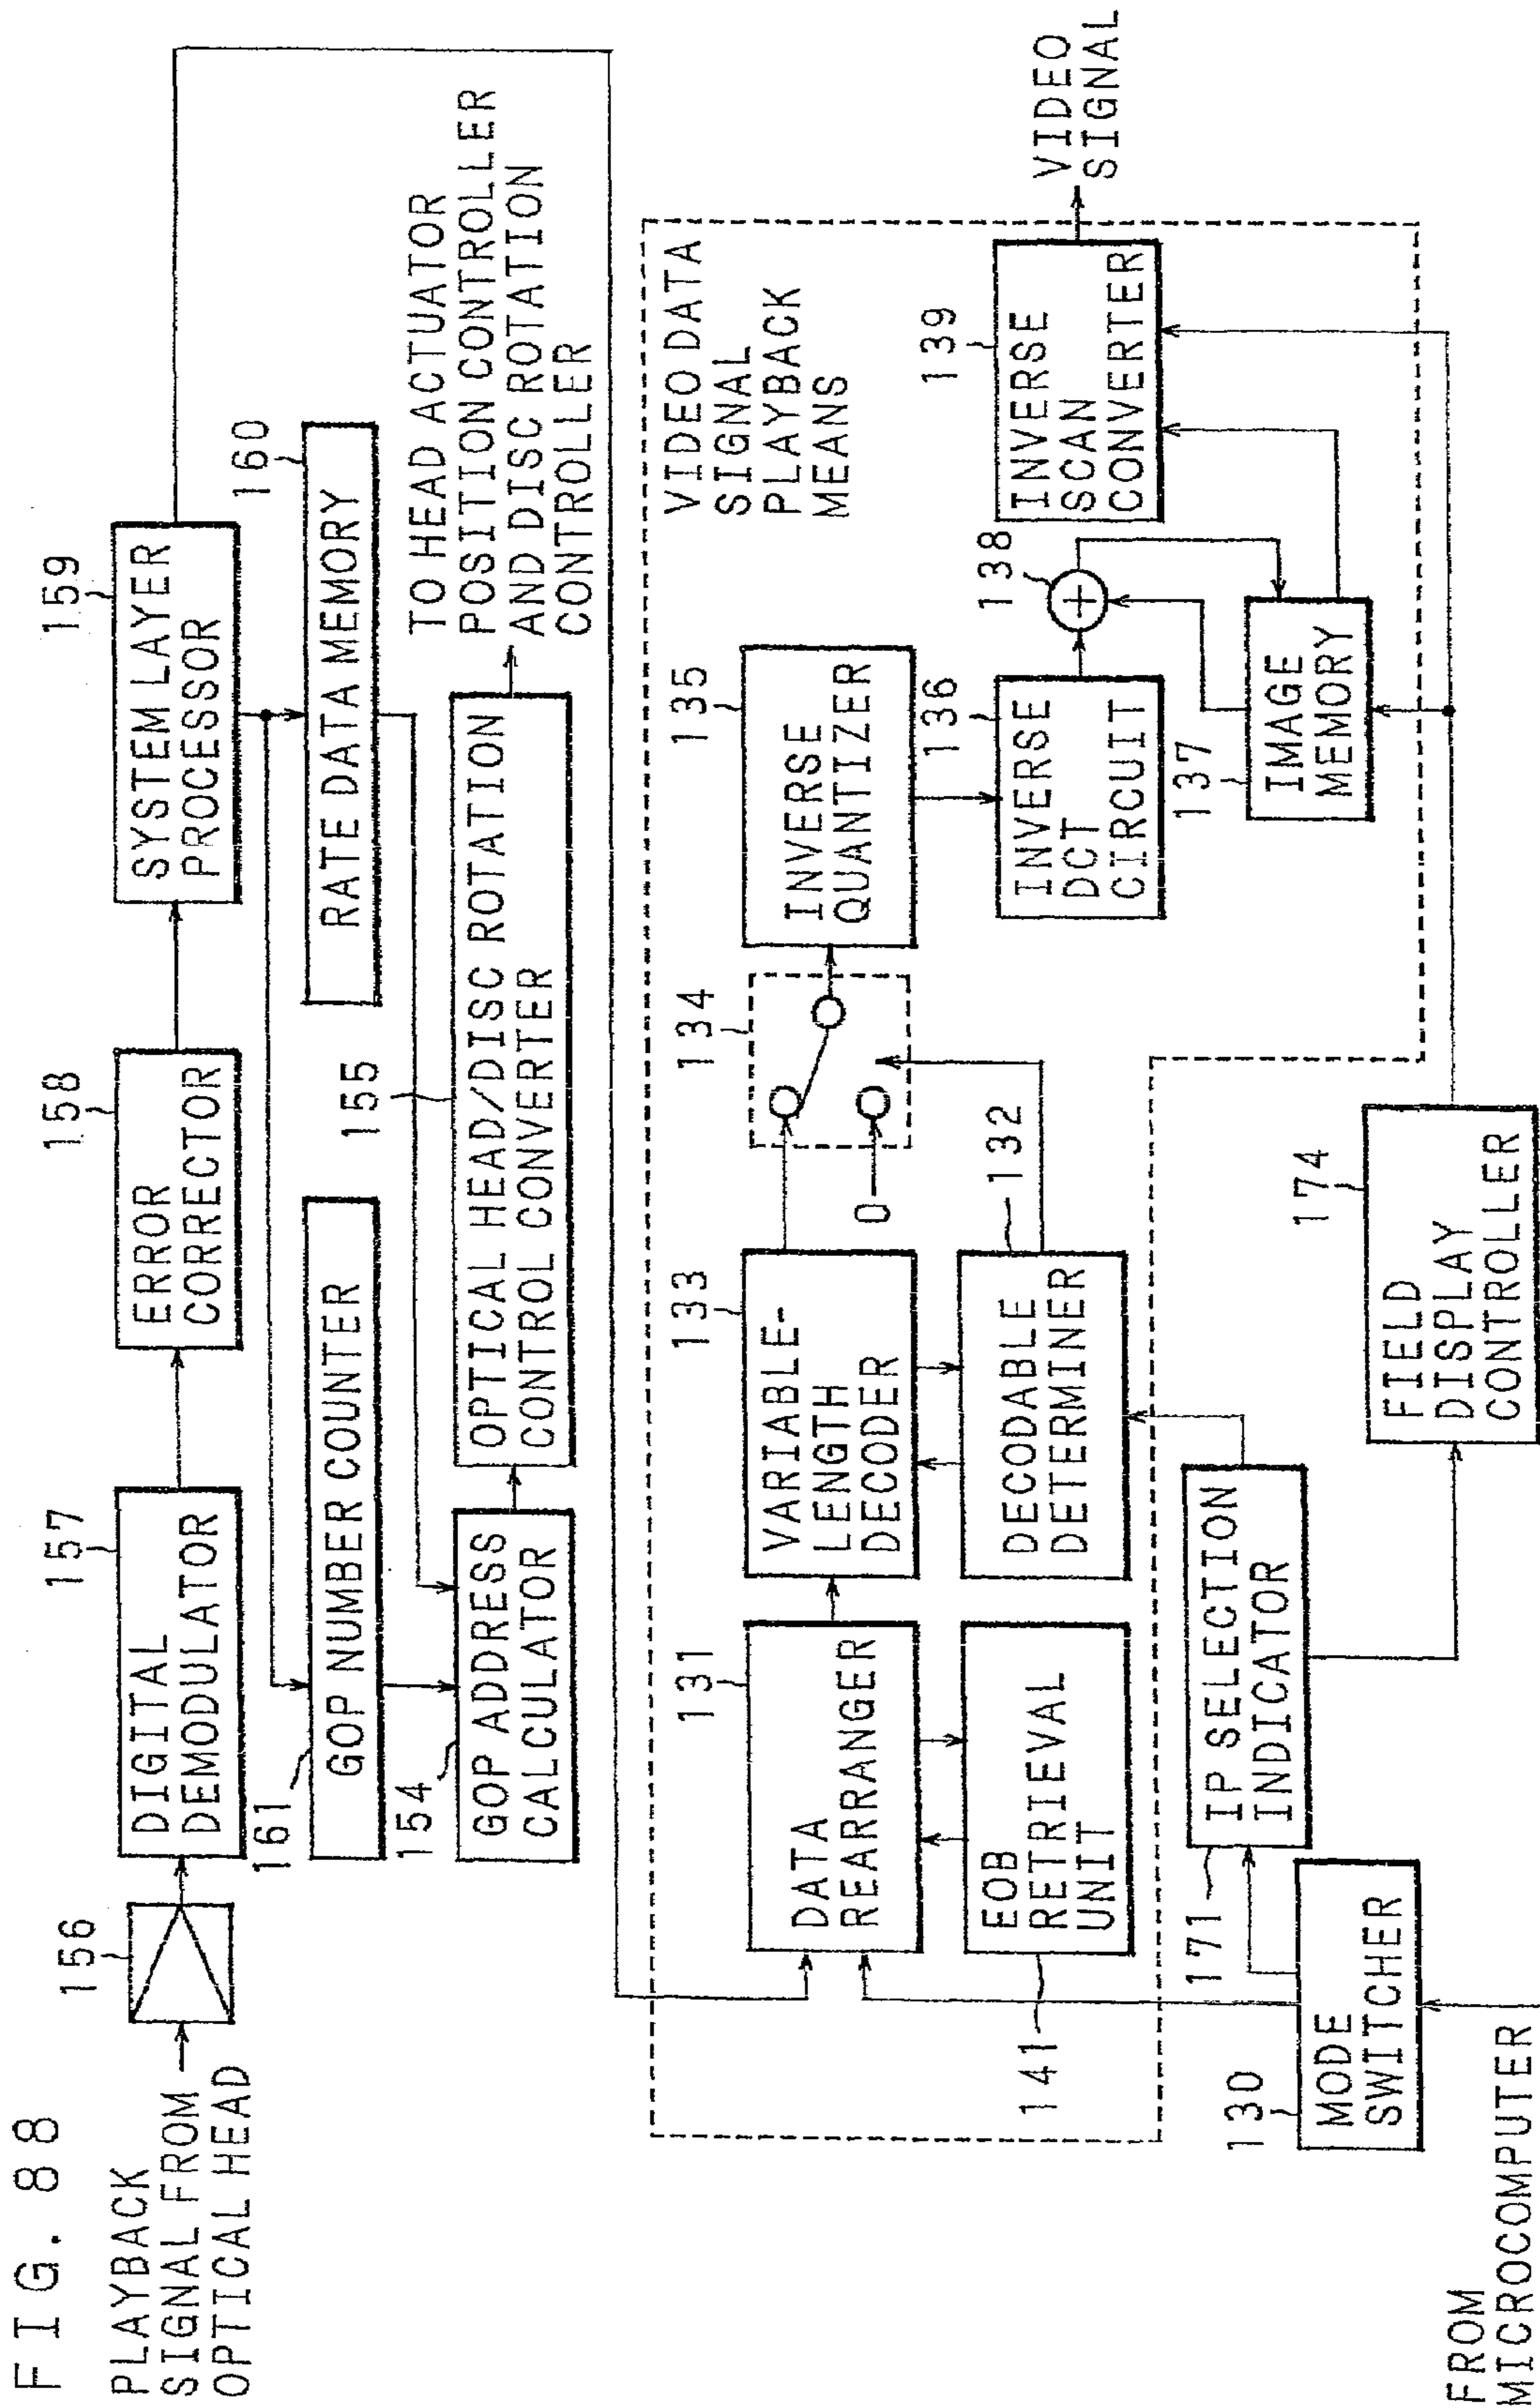 FIG. 88
PLAYBACK
SIGNAL FROM
OPTICAL HEAD
156
157
DIGITAL
DEMODULATOR
158
ERROR
CORRECTOR
159
SYSTEM LAYER
PROCESSOR
161
GOP NUMBER COUNTER
160
RATE DATA MEMORY
154
GOP ADDRESS
CALCULATOR
155
OPTICAL HEAD/DISC ROTATION
CONTROL CONVERTER
TO HEAD ACTUATOR
POSITION CONTROLLER
AND DISC ROTATION
CONTROLLER
VIDEO DATA
SIGNAL
PLAYBACK
MEANS
131
DATA
REARRANGER
133
VARIABLE-
LENGTH
DECODER
134
0
135
INVERSE
QUANTIZER
141
EOB
RETRIEVAL
UNIT
132
DECODABLE
DETERMINER
136
INVERSE
DCT
CIRCUIT
138
+
139
INVERSE
SCAN
CONVERTER
VIDEO
SIGNAL
137
IMAGE
MEMORY
171
IP SELECTION
INDICATOR
130
MODE
SWITCHER
174
FIELD
DISPLAY
CONTROLLER
FROM
MICROCOMPUTER